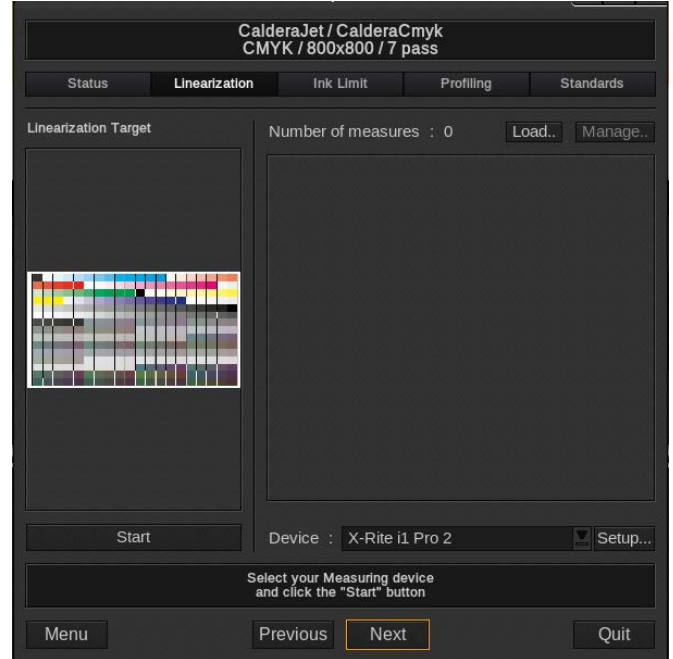 CalderaJet / CalderaCmyk
CMYK / 800x800 / 7 pass
Status Linearization Ink Limit Profiling Standards
Linearization Target
Number of measures : 0 Load.. Manage..
Start
Device : X-Rite i1 Pro 2 Setup...
Select your Measuring device
and click the "Start" button
Menu Previous Next Quit